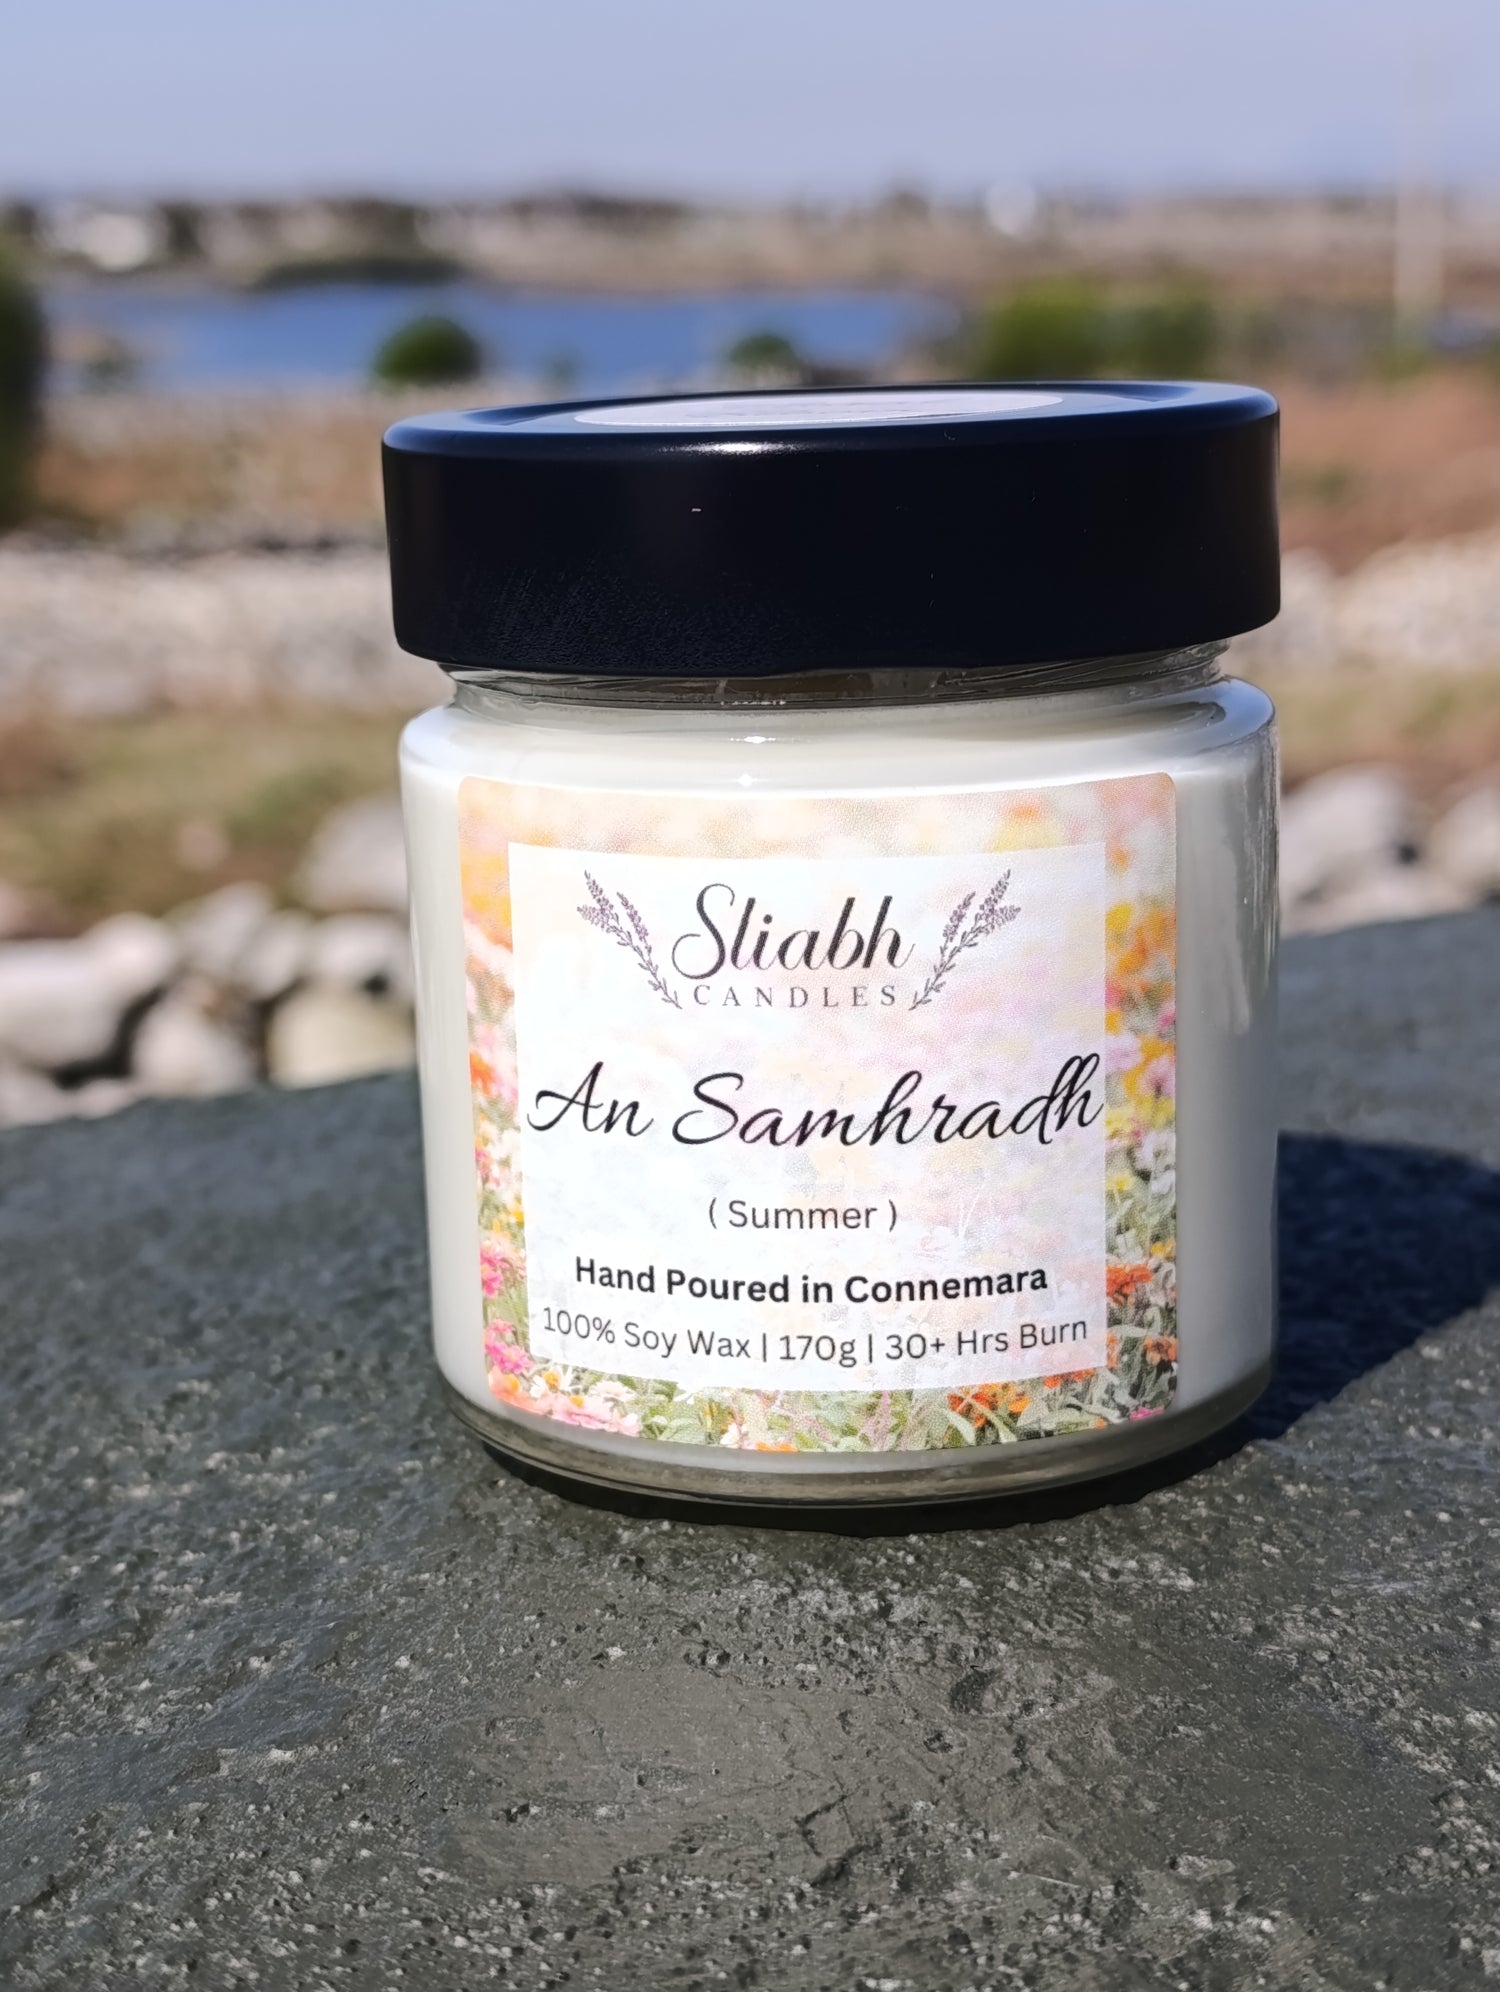 Sliabh
CANDLES
An Samhradh
( Summer )
Hand Poured in Connemara
100% Soy Wax | 170g | 30+ Hrs Burn